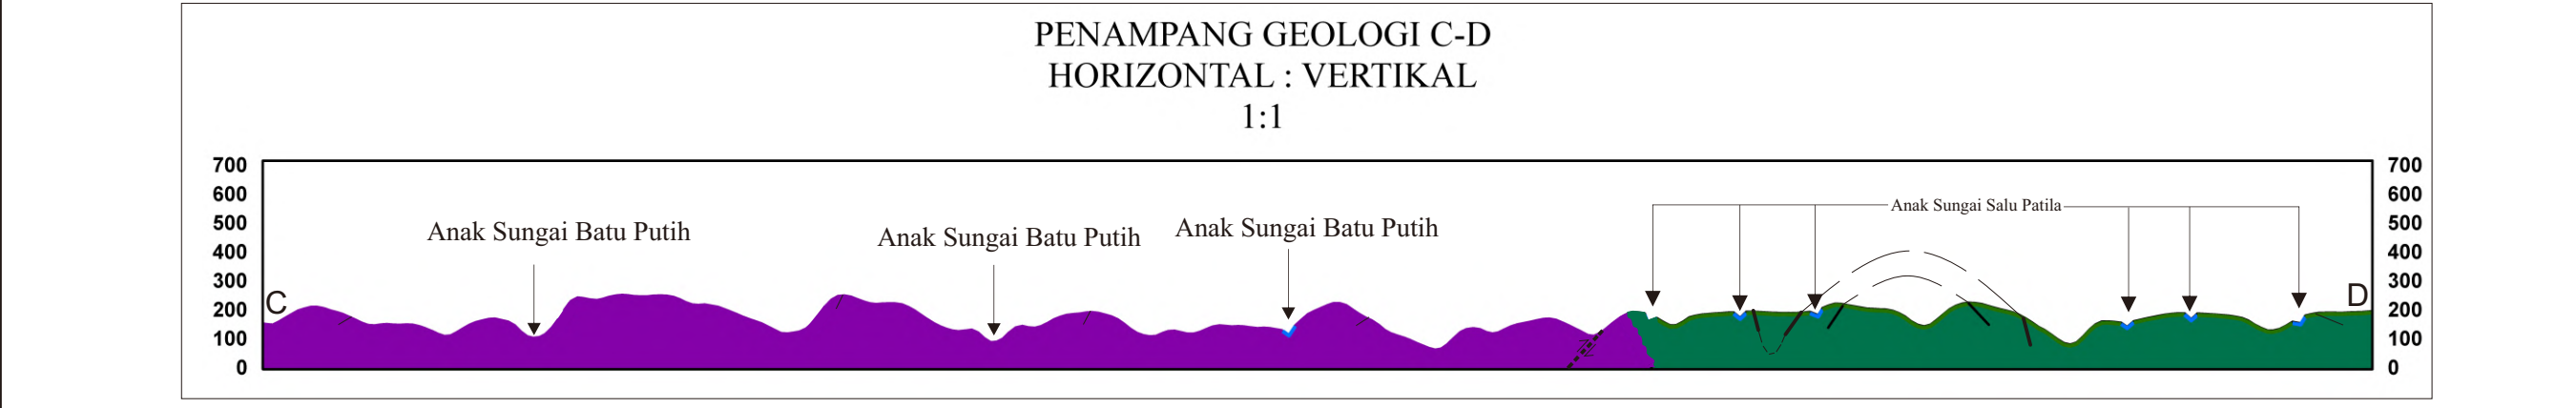 PENAMPANG GEOLOGI C-D
HORIZONTAL : VERTIKAL
1:1
700 700
600 600
Anak Sungai Salu Patila
500 500
Anak Sungai Batu Putih Anak Sungai Batu Putih Anak Sungai Batu Putih
400 400
300 300
C D
200 200
100 100
0 0